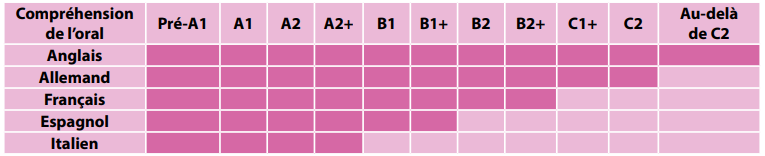 Compréhension de l’oral Pré-A1 A1 A2 A2+ B1 B1+ B2 B2+ C1+ C2 Au-delà de C2
Anglais
Allemand
Français
Espagnol
Italien